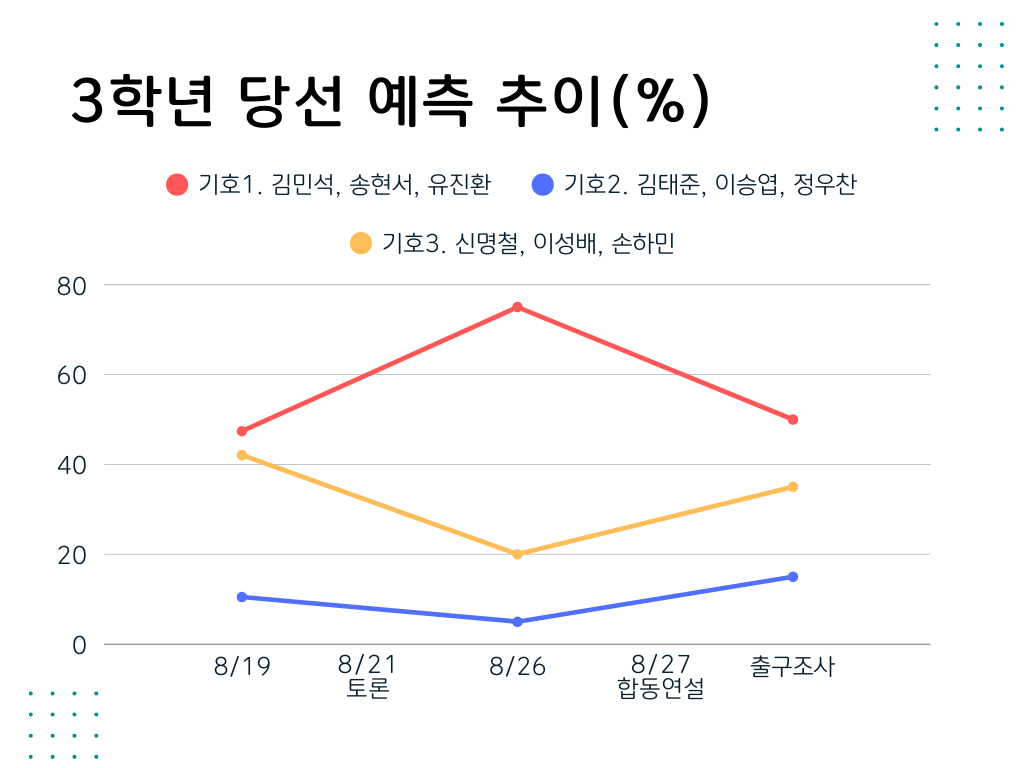 3학년 당선 예측 추이(%)
기호1. 김민석, 송현서, 유진환
기호2. 김태준, 이승엽, 정우찬
기호3. 신명철, 이성배, 손하민
80
60
40
20
0
8/19
8/21
토론
8/26
8/27
합동연설
출구조사